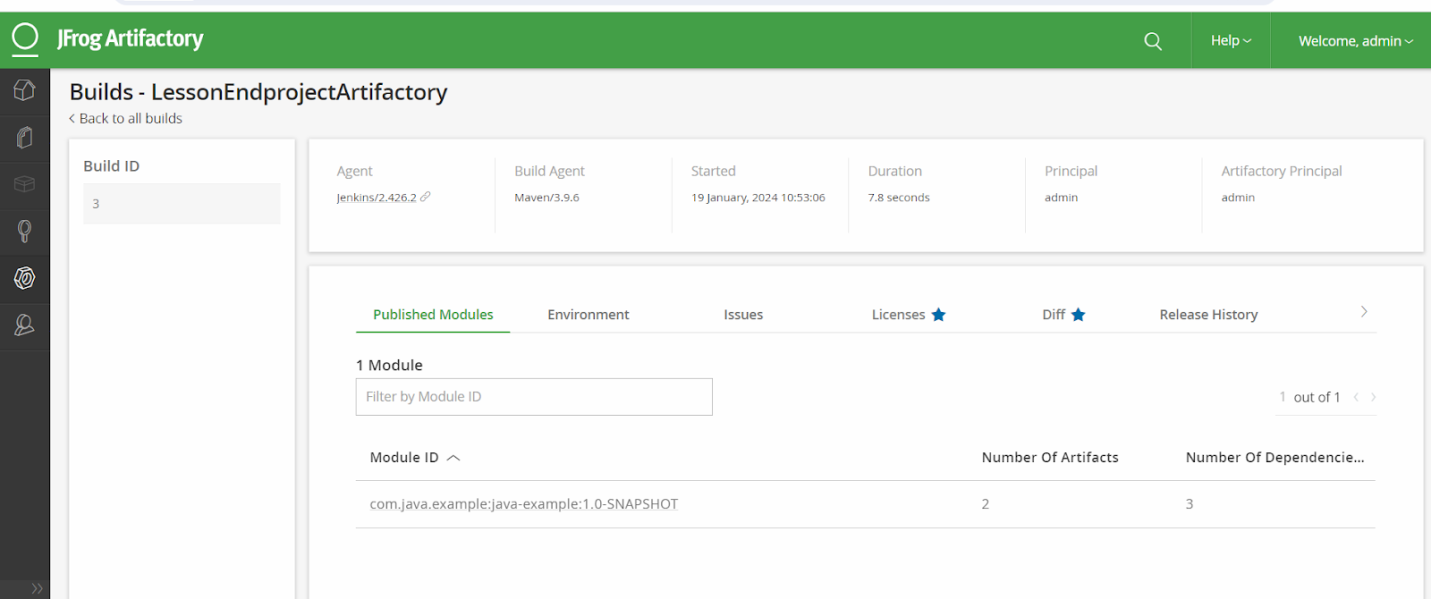 JFrog Artifactory
Help
Welcome, admin
Builds - LessonEndprojectArtifactory
< Back to all builds
Build ID
3
Agent Build Agent Started Duration Principal Artifactory Principal
Jenkins/2.426.2 Maven/3.9.6 19 January, 2024 10:53:06 7.8 seconds admin admin
Published Modules Environment Issues Licenses Diff Release History
1 Module
Filter by Module ID
1 out of 1
Module ID Number Of Artifacts Number Of Dependencie...
com.java.example:java-example:1.0-SNAPSHOT 2 3